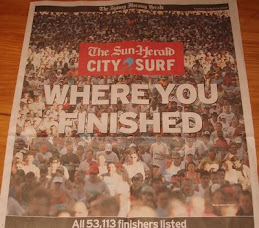 The Sydney Morning Herald
The Sun-Herald
CITY SURF
WHERE YOU
FINISHED
All 53,113 finishers listed